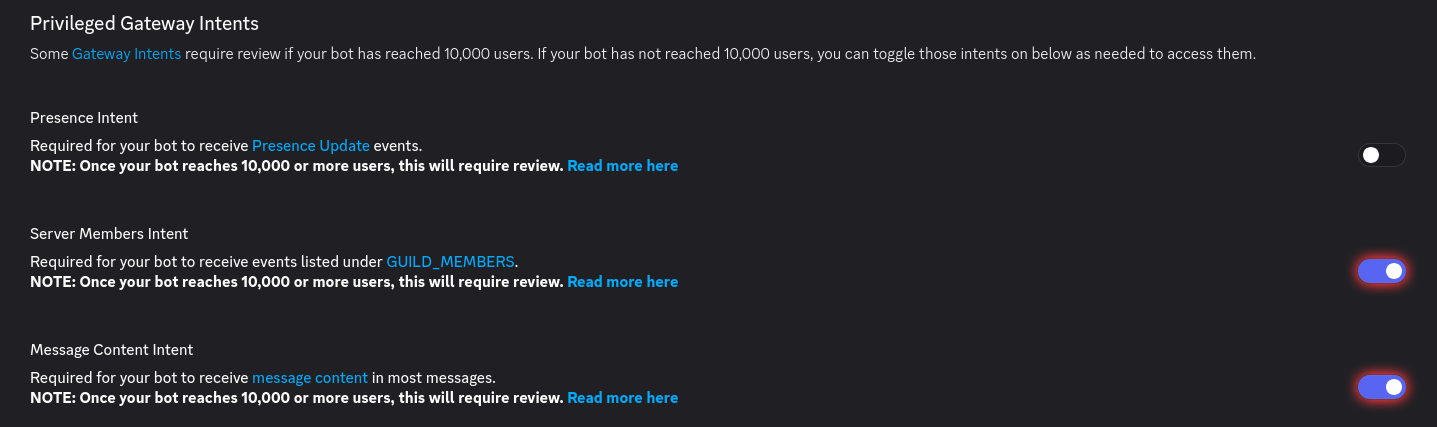 Privileged Gateway Intents
Some Gateway Intents require review if your bot has reached 10,000 users. If your bot has not reached 10,000 users, you can toggle those intents on below as needed to access them.
Presence Intent
Required for your bot to receive Presence Update events.
NOTE: Once your bot reaches 10,000 or more users, this will require review. Read more here
Server Members Intent
Required for your bot to receive events listed under GUILD_MEMBERS.
NOTE: Once your bot reaches 10,000 or more users, this will require review. Read more here
Message Content Intent
Required for your bot to receive message content in most messages.
NOTE: Once your bot reaches 10,000 or more users, this will require review. Read more here